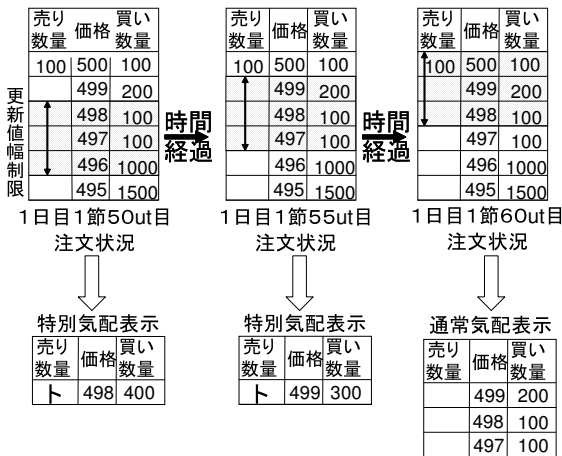 売り数量 価格 買い数量
100 500 100
499 200
498 100
497 100
496 1000
495 1500
更新値幅制限
1日目1節50ut目
注文状況
特別気配表示
売り数量 価格 買い数量
ト 498 400
時間経過
売り数量 価格 買い数量
100 500 100
499 200
498 100
497 100
496 1000
495 1500
1日目1節55ut目
注文状況
特別気配表示
売り数量 価格 買い数量
ト 499 300
時間経過
売り数量 価格 買い数量
100 500 100
499 200
498 100
497 100
496 1000
495 1500
1日目1節60ut目
注文状況
通常気配表示
売り数量 価格 買い数量
499 200
498 100
497 100